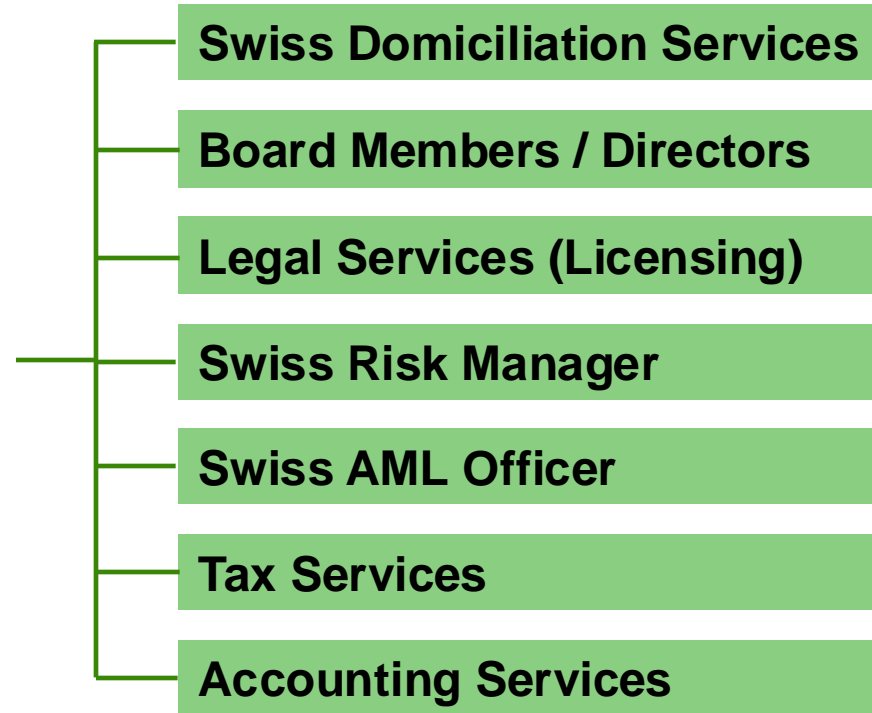 Swiss Domiciliation Services
Board Members / Directors
Legal Services (Licensing)
Swiss Risk Manager
Swiss AML Officer
Tax Services
Accounting Services